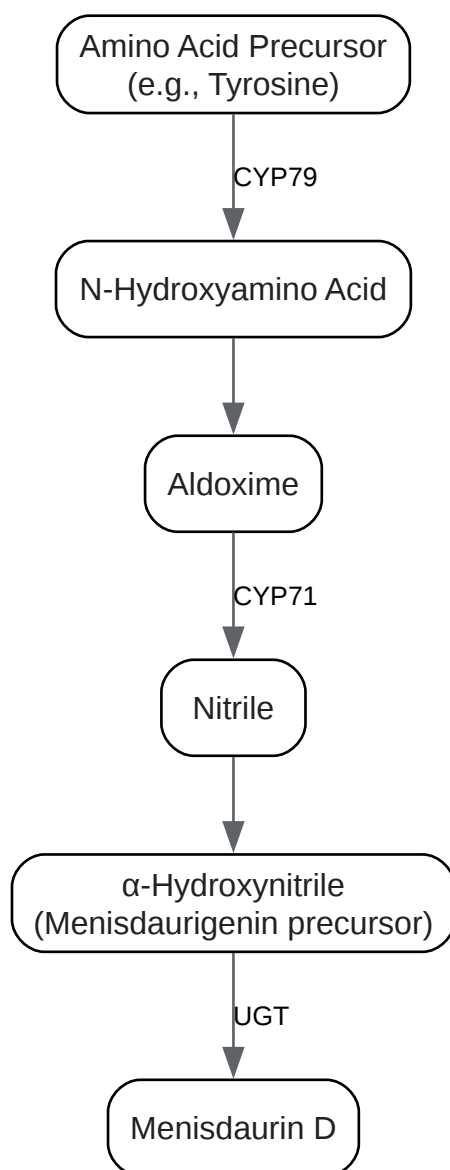 Amino Acid Precursor
(e.g., Tyrosine)
CYP79
N-Hydroxyamino Acid
Aldoxime
CYP71
Nitrile
α-Hydroxynitrile
(Menisdaurigenin precursor)
UGT
Menisdaurin D